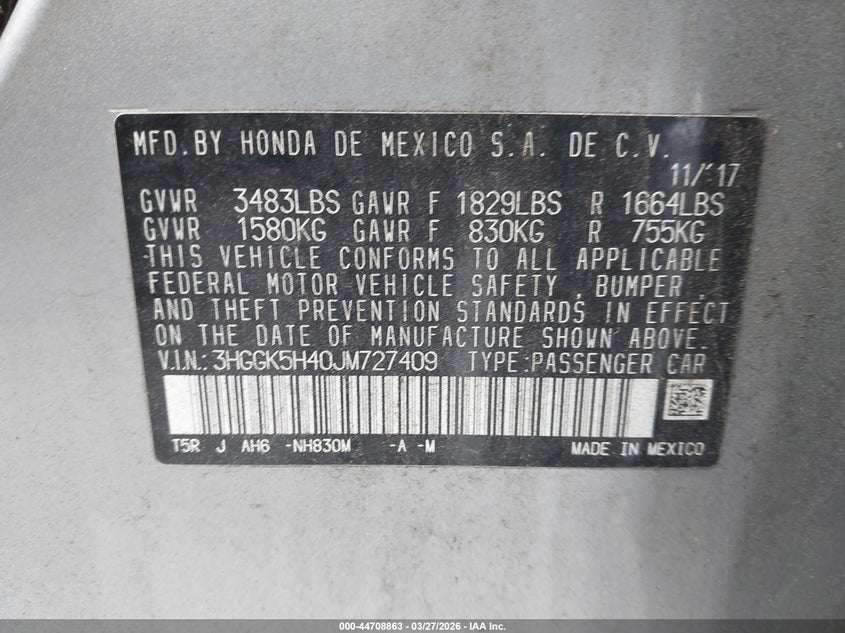 MFD.BY HONDA DE MEXICO S.A. DE C.V.
11/'17
GVWR 3483LBS GAWR F 1829LBS R 1664LBS
GVWR 1580KG GAWR F 830KG R 755KG
THIS VEHICLE CONFORMS TO ALL APPLICABLE
FEDERAL MOTOR VEHICLE SAFETY, BUMPER,
AND THEFT PREVENTION STANDARDS IN EFFECT
ON THE DATE OF MANUFACTURE SHOWN ABOVE.
V.I.N.: 3HGGK5H40JM727409 TYPE:PASSENGER CAR
T5R J AH6 -NH830M -A -M MADE IN MEXICO
000-44708863 - 03/27/2026 - IAA Inc.